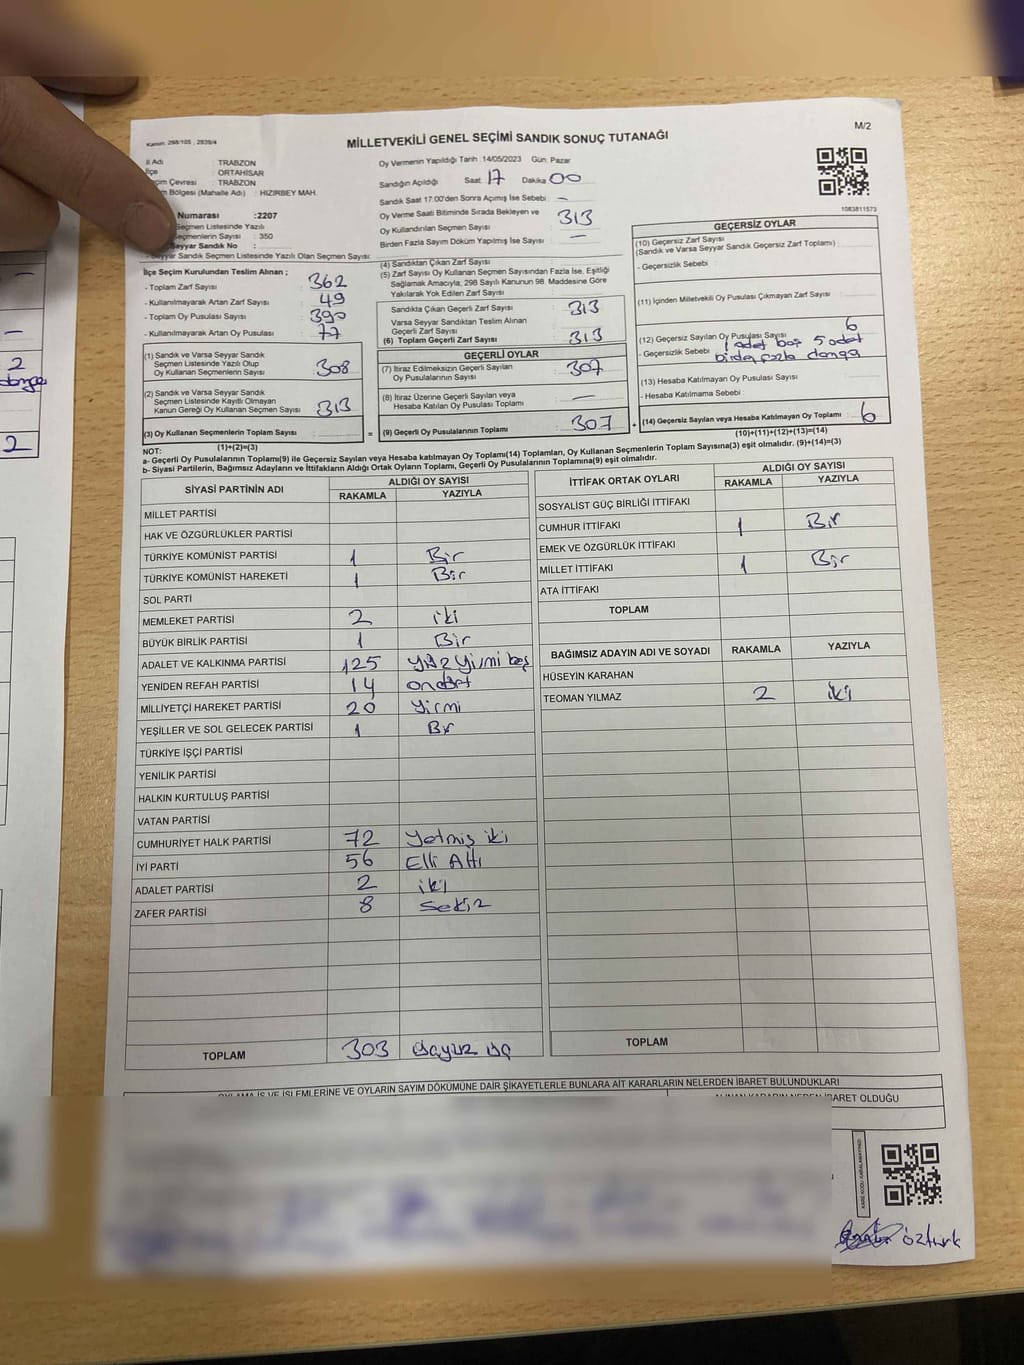 Kanun: 298/105 , 2839/4
MİLLETVEKİLİ GENEL SEÇİMİ SANDIK SONUÇ TUTANAĞI
M/2
İl Adı : TRABZON
İlçe : ORTAHİSAR
Seçim Çevresi : TRABZON
Bölgesi (Mahalle Adı) : HIZIRBEY MAH.
Numarası :2207
Seçmen Listesinde Yazılı
Seçmenlerin Sayısı : 350
Seyyar Sandık No :
Seyyar Sandık Seçmen Listesinde Yazılı Olan Seçmen Sayısı:
Oy Vermenin Yapıldığı Tarih : 14/05/2023 Gün: Pazar
Sandığın Açıldığı Saat: 17 Dakika: 00
Sandık Saat 17:00'den Sonra Açımış İse Sebebi : -
Oy Verme Saati Bitiminde Sırada Bekleyen ve
Oy Kullandırılan Seçmen Sayısı : 313
Birden Fazla Sayım Döküm Yapılmış İse Sayısı : -
1083811573
İlçe Seçim Kurulundan Teslim Alınan ;
- Toplam Zarf Sayısı : 362
- Kullanılmayarak Artan Zarf Sayısı : 49
- Toplam Oy Pusulası Sayısı : 390
- Kullanılmayarak Artan Oy Pusulası : 77
(1) Sandık ve Varsa Seyyar Sandık
Seçmen Listesinde Yazılı Olup
Oy Kullanan Seçmenlerin Sayısı : 308
(2) Sandık ve Varsa Seyyar Sandık
Seçmen Listesinde Kayıtlı Olmayan
Kanun Gereği Oy Kullanan Seçmen Sayısı : 313
(3) Oy Kullanan Seçmenlerin Toplam Sayısı :
(1)+(2)=(3)
(4) Sandıktan Çıkan Zarf Sayısı :
(5) Zarf Sayısı Oy Kullanan Seçmen Sayısından Fazla İse, Eşitliği
Sağlamak Amacıyla, 298 Sayılı Kanunun 98. Maddesine Göre
Yakılarak Yok Edilen Zarf Sayısı :
Sandıkta Çıkan Geçerli Zarf Sayısı : 313
Varsa Seyyar Sandıktan Teslim Alınan
Geçerli Zarf Sayısı :
(6) Toplam Geçerli Zarf Sayısı : 313
GEÇERLİ OYLAR
(7) İtiraz Edilmeksizin Geçerli Sayılan
Oy Pusulalarının Sayısı : 307
(8) İtiraz Üzerine Geçerli Sayılan veya
Hesaba Katılan Oy Pusulası Toplamı : -
= (9) Geçerli Oy Pusulalarının Toplamı : 307 +
GEÇERSİZ OYLAR
(10) Geçersiz Zarf Sayısı
(Sandık ve Varsa Seyyar Sandık Geçersiz Zarf Toplamı) :
- Geçersizlik Sebebi :
(11) İçinden Milletvekili Oy Pusulası Çıkmayan Zarf Sayısı :
(12) Geçersiz Sayılan Oy Pusulası Sayısı : 6
- Geçersizlik Sebebi : 1 adet boş 5 adet
birden fazla damga
(13) Hesaba Katılmayan Oy Pusulası Sayısı :
- Hesaba Katılmama Sebebi :
(14) Geçersiz Sayılan veya Hesaba Katılmayan Oy Toplamı : 6
(10)+(11)+(12)+(13)=(14)
NOT:
a- Geçerli Oy Pusulalarının Toplamı(9) ile Geçersiz Sayılan veya Hesaba katılmayan Oy Toplamı(14) Toplamları, Oy Kullanan Seçmenlerin Toplam Sayısına(3) eşit olmalıdır. (9)+(14)=(3)
b- Siyasi Partilerin, Bağımsız Adayların ve İttifakların Aldığı Ortak Oyların Toplamı, Geçerli Oy Pusulalarının Toplamına(9) eşit olmalıdır.
SİYASİ PARTİNİN ADI ALDIĞI OY SAYISI
RAKAMLA YAZIYLA
MİLLET PARTİSİ
HAK VE ÖZGÜRLÜKLER PARTİSİ
TÜRKİYE KOMÜNİST PARTİSİ 1 Bir
TÜRKİYE KOMÜNİST HAREKETİ 1 Bir
SOL PARTİ
MEMLEKET PARTİSİ 2 iki
BÜYÜK BİRLİK PARTİSİ 1 Bir
ADALET VE KALKINMA PARTİSİ 125 yüz yirmi beş
YENİDEN REFAH PARTİSİ 14 ondört
MİLLİYETÇİ HAREKET PARTİSİ 20 yirmi
YEŞİLLER VE SOL GELECEK PARTİSİ 1 Bir
TÜRKİYE İŞÇİ PARTİSİ
YENİLİK PARTİSİ
HALKIN KURTULUŞ PARTİSİ
VATAN PARTİSİ
CUMHURİYET HALK PARTİSİ 72 Yetmiş iki
İYİ PARTİ 56 Elli Altı
ADALET PARTİSİ 2 iki
ZAFER PARTİSİ 8 sekiz
TOPLAM 303 üçyüz üç
İTTİFAK ORTAK OYLARI ALDIĞI OY SAYISI
RAKAMLA YAZIYLA
SOSYALİST GÜÇ BİRLİĞİ İTTİFAKI
CUMHUR İTTİFAKI 1 Bir
EMEK VE ÖZGÜRLÜK İTTİFAKI
MİLLET İTTİFAKI 1 Bir
ATA İTTİFAKI
TOPLAM
BAĞIMSIZ ADAYIN ADI VE SOYADI RAKAMLA YAZIYLA
HÜSEYİN KARAHAN
TEOMAN YILMAZ 2 iki
TOPLAM
OYLAMA İŞ VE İŞLEMLERİNE VE OYLARIN SAYIM DÖKÜMÜNE DAİR ŞİKAYETLERLE BUNLARA AİT KARARLARIN NELERDEN İBARET BULUNDUKLARI
ALINAN KARARIN NEDEN İBARET OLDUĞU
KARE KODU KARALAMAYINIZ!
öztürk
-
-
2
damga
2